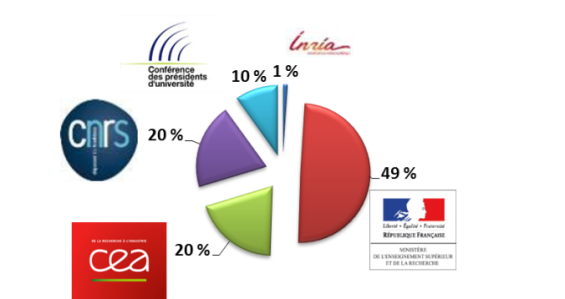 Conférence
des présidents
d'université
inria
10 %
1 %
cnrs
20 %
49 %
Liberté • Égalité • Fraternité
RÉPUBLIQUE FRANÇAISE
MINISTÈRE
DE L'ENSEIGNEMENT SUPÉRIEUR
ET DE LA RECHERCHE
DE LA RECHERCHE À L'INDUSTRIE
cea
20 %